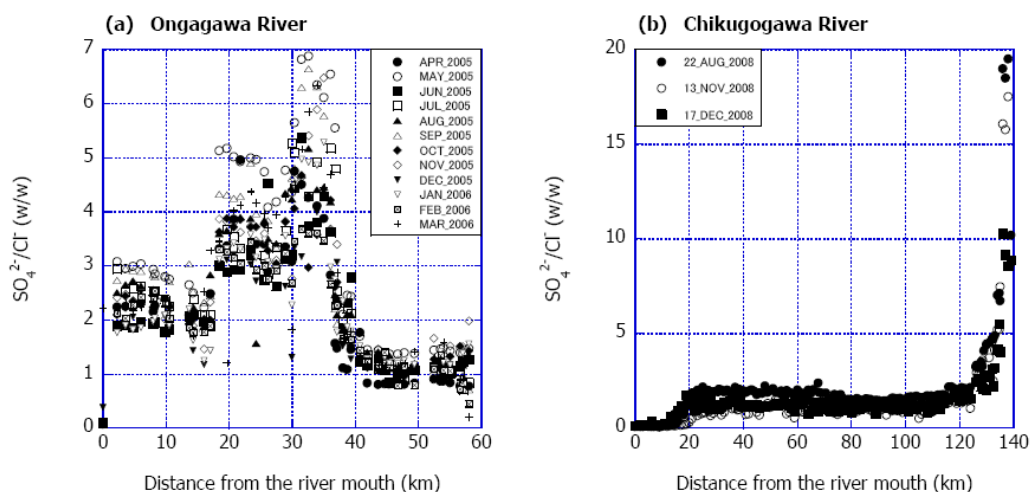 (a) Ongagawa River
7
6
5
4
3
2
1
0
SO₄²⁻/Cl⁻ (w/w)
APR_2005
MAY_2005
JUN_2005
JUL_2005
AUG_2005
SEP_2005
OCT_2005
NOV_2005
DEC_2005
JAN_2006
FEB_2006
MAR_2006
0 10 20 30 40 50 60
Distance from the river mouth (km)
(b) Chikugogawa River
20
15
10
5
0
SO₄²⁻/Cl⁻ (w/w)
22_AUG_2008
13_NOV_2008
17_DEC_2008
0 20 40 60 80 100 120 140
Distance from the river mouth (km)